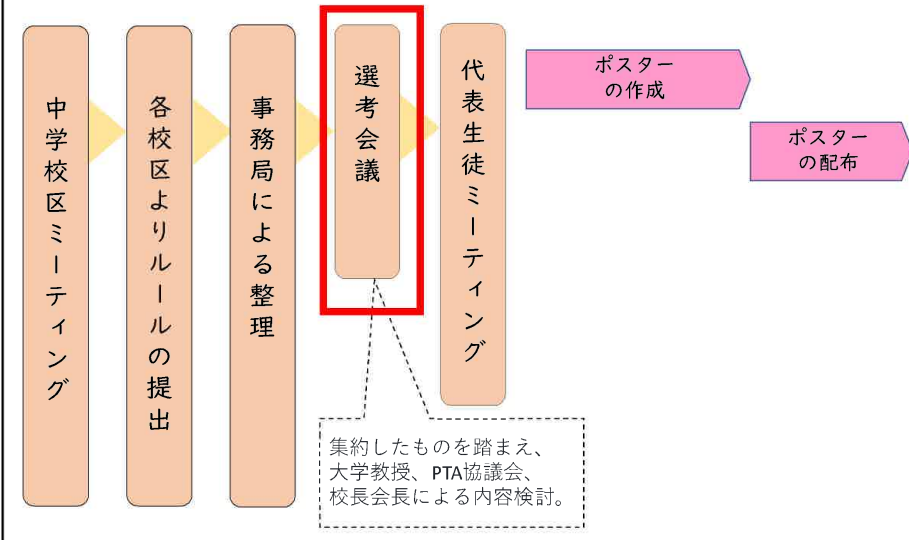 中学校区ミーティング
各校区よりルールの提出
事務局による整理
選考会議
代表生徒ミーティング
ポスター
の作成
ポスター
の配布
集約したものを踏まえ、
大学教授、PTA協議会、
校長会長による内容検討。